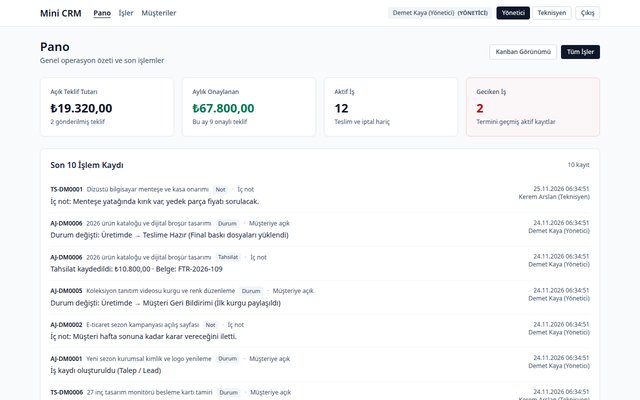 Mini CRM Pano İşler Müşteriler Demet Kaya (Yönetici) (YÖNETİCİ) Yönetici Teknisyen Çıkış
Pano
Genel operasyon özeti ve son işlemler
Kanban Görünümü Tüm İşler
Açık Teklif Tutarı
₺19.320,00
2 gönderilmiş teklif
Aylık Onaylanan
₺67.800,00
Bu ay 9 onaylı teklif
Aktif İş
12
Teslim ve iptal hariç
Geciken İş
2
Termini geçmiş aktif kayıtlar
Son 10 İşlem Kaydı 10 kayıt
TS-DM0001 Dizüstü bilgisayar menteşe ve kasa onarımı Not · İç not 25.11.2026 06:34:51
İç not: Menteşe yatağında kırık var, yedek parça fiyatı sorulacak. Kerem Arslan (Teknisyen)
AJ-DM0006 2026 ürün kataloğu ve dijital broşür tasarımı Durum · Müşteriye açık 24.11.2026 06:34:51
Durum değişti: Üretimde → Teslime Hazır (Final baskı dosyaları yüklendi) Demet Kaya (Yönetici)
AJ-DM0006 2026 ürün kataloğu ve dijital broşür tasarımı Tahsilat · İç not 24.11.2026 06:34:51
Tahsilat kaydedildi: ₺10.800,00 · Belge: FTR-2026-109 Demet Kaya (Yönetici)
AJ-DM0005 Koleksiyon tanıtım videosu kurgu ve renk düzenleme Durum · Müşteriye açık 24.11.2026 06:34:51
Durum değişti: Üretimde → Müşteri Geri Bildirimi (İlk kurgu paylaşıldı) Demet Kaya (Yönetici)
AJ-DM0002 E-ticaret sezon kampanyası açılış sayfası Not · İç not 24.11.2026 06:34:51
İç not: Müşteri hafta sonuna kadar karar vereceğini iletti. Demet Kaya (Yönetici)
AJ-DM0001 Yeni sezon kurumsal kimlik ve logo yenileme Durum · Müşteriye açık 24.11.2026 06:34:51
İş kaydı oluşturuldu (Talep / Lead) Demet Kaya (Yönetici)
TS-DM0006 27 inç tasarım monitörü besleme kartı tamiri Durum · Müşteriye açık 24.11.2026 06:34:51